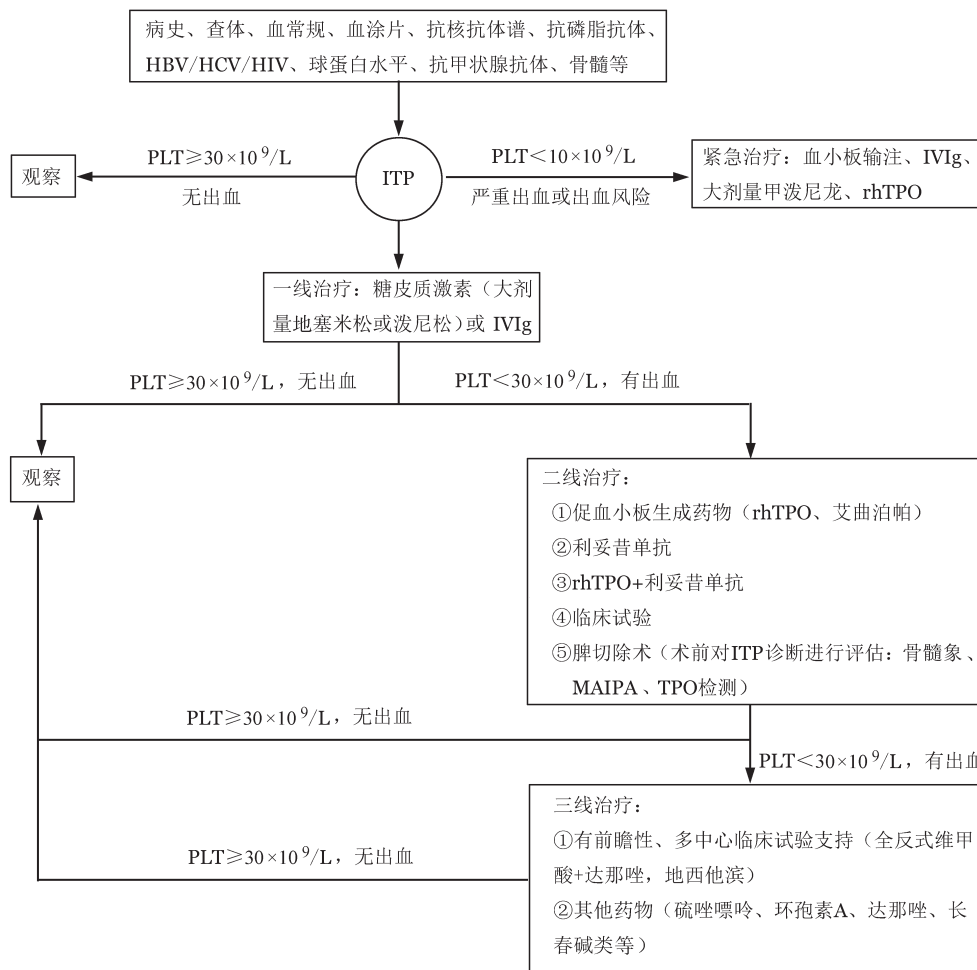 病史、查体、血常规、血涂片、抗核抗体谱、抗磷脂抗体、
HBV/HCV/HIV、球蛋白水平、抗甲状腺抗体、骨髓等
PLT≥30×10⁹/L
PLT<10×10⁹/L
观察
ITP
紧急治疗：血小板输注、IVIg、
大剂量甲泼尼龙、rhTPO
无出血
严重出血或出血风险
一线治疗：糖皮质激素（大剂
量地塞米松或泼尼松）或 IVIg
PLT≥30×10⁹/L，无出血
PLT<30×10⁹/L，有出血
观察
二线治疗：
①促血小板生成药物（rhTPO、艾曲泊帕）
②利妥昔单抗
③rhTPO+利妥昔单抗
④临床试验
⑤脾切除术（术前对ITP诊断进行评估：骨髓象、
MAIPA、TPO检测）
PLT≥30×10⁹/L，无出血
PLT<30×10⁹/L，有出血
三线治疗：
①有前瞻性、多中心临床试验支持（全反式维甲
酸+达那唑，地西他滨）
②其他药物（硫唑嘌呤、环孢素A、达那唑、长
春碱类等）
PLT≥30×10⁹/L，无出血